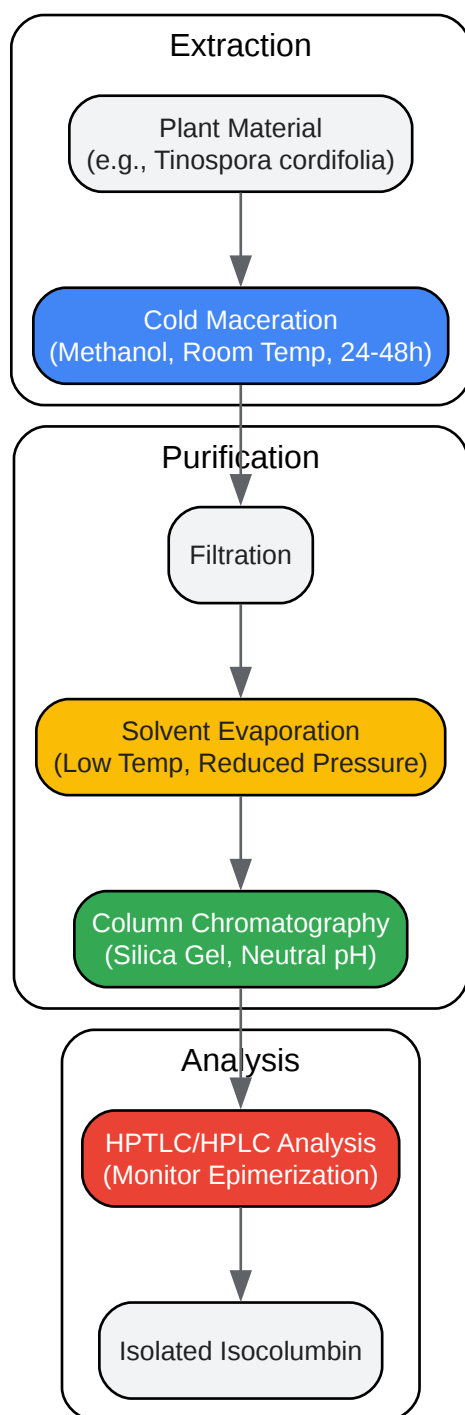 Extraction
Plant Material
(e.g., Tinospora cordifolia)
Cold Maceration
(Methanol, Room Temp, 24-48h)
Purification
Filtration
Solvent Evaporation
(Low Temp, Reduced Pressure)
Column Chromatography
(Silica Gel, Neutral pH)
Analysis
HPTLC/HPLC Analysis
(Monitor Epimerization)
Isolated Isocolumbin